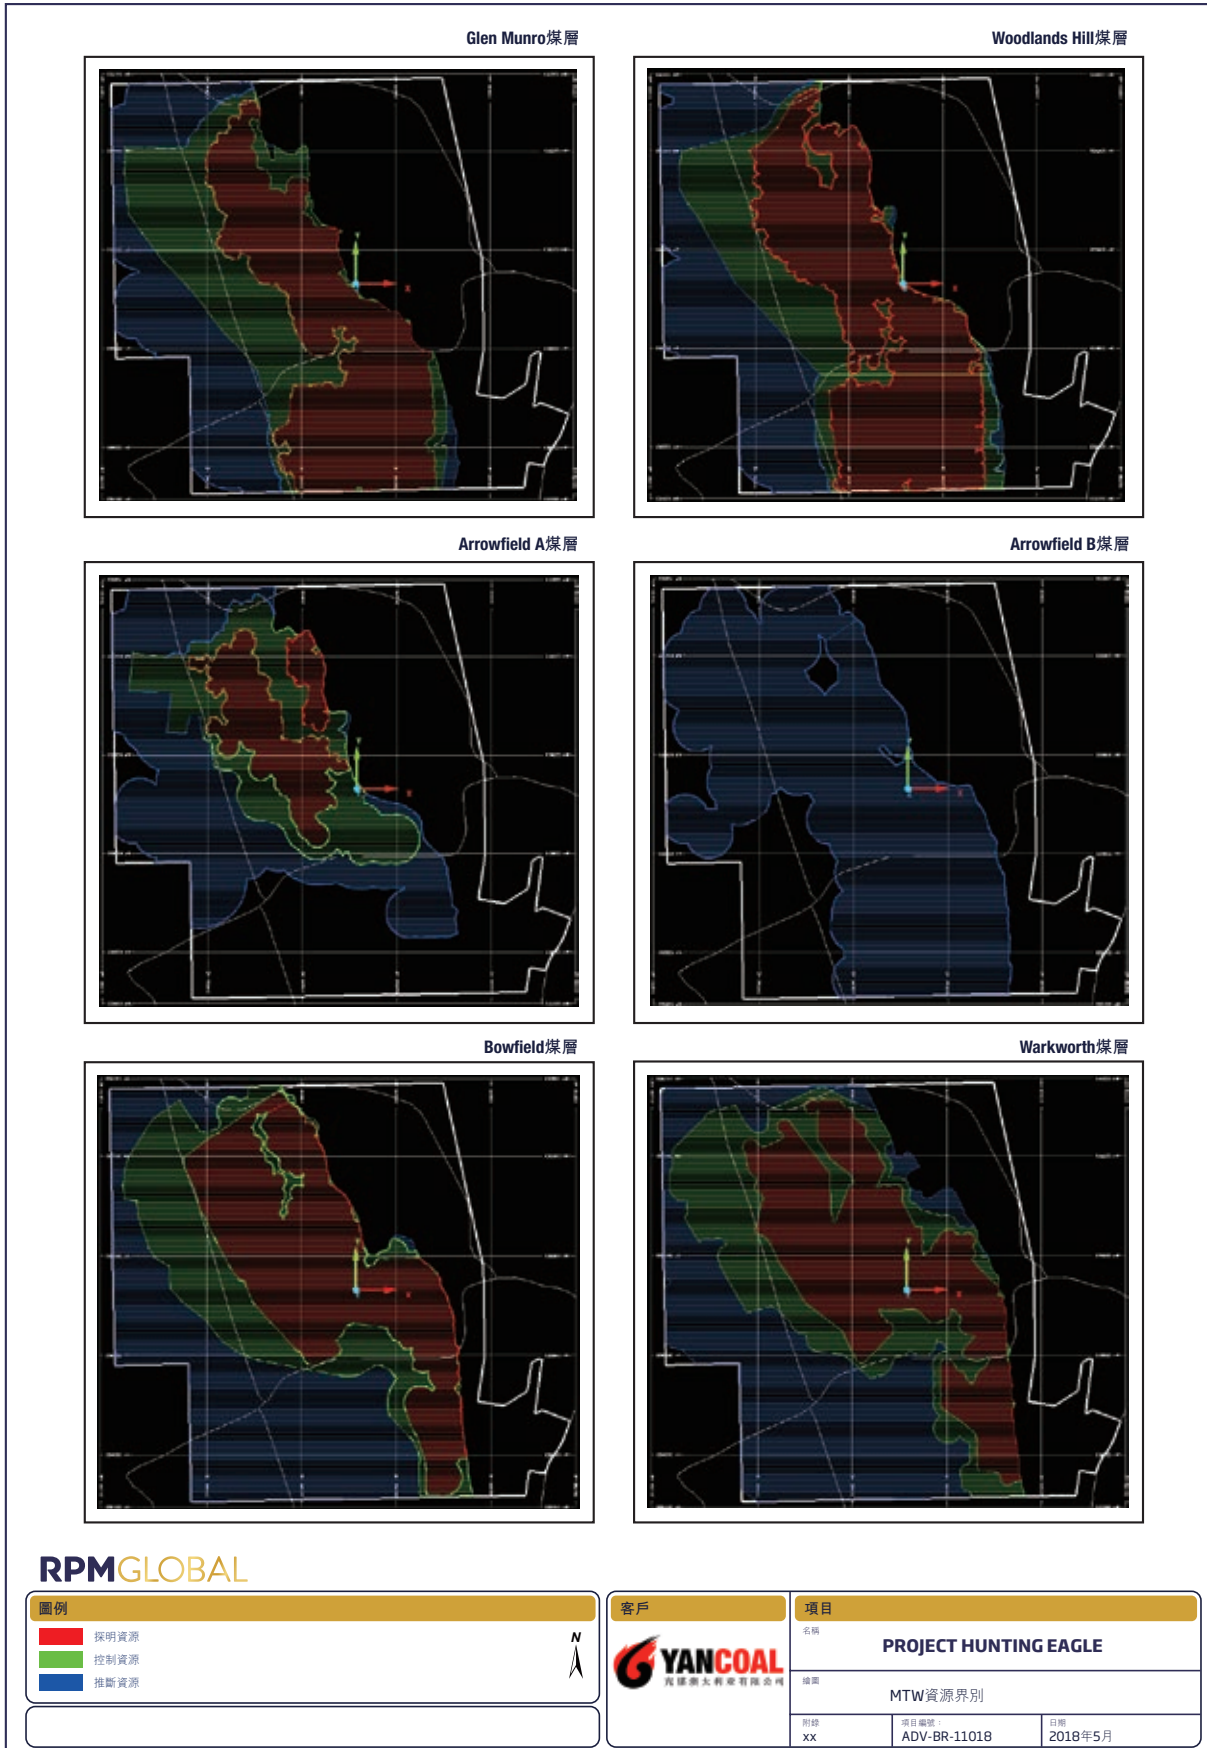 Glen Munro煤層
Woodlands Hill煤層
Arrowfield A煤層
Arrowfield B煤層
Bowfield煤層
Warkworth煤層
RPMGLOBAL
圖例
探明資源
控制資源
推斷資源
N
客戶
YANCOAL
項目
名稱
PROJECT HUNTING EAGLE
繪圖
MTW資源界別
附錄
xx
項目編號：
ADV-BR-11018
日期
2018年5月